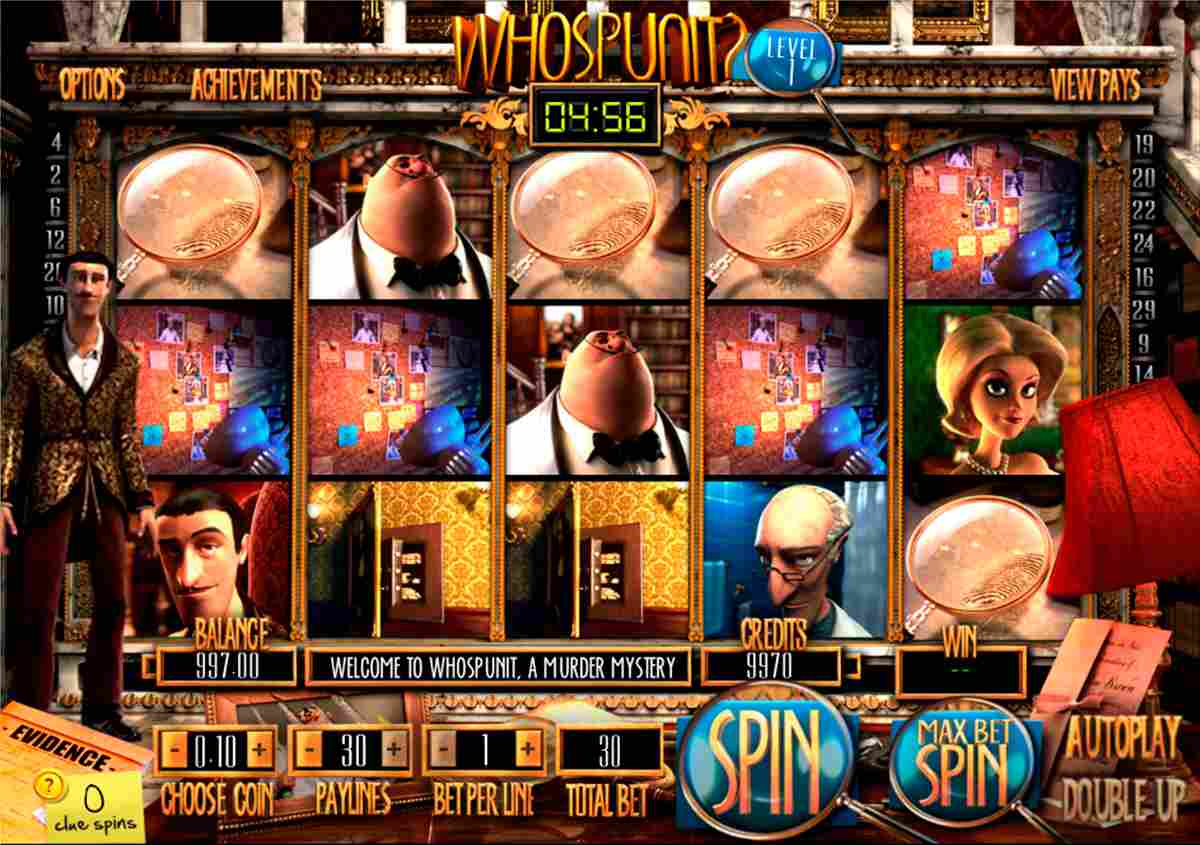 WHOSPUNIT?
LEVEL
1
OPTIONS
ACHIEVEMENTS
VIEW PAYS
04:56
4
2
6
12
10
19
20
22
24
16
29
9
14
BALANCE
997.00
WELCOME TO WHOSPUNIT, A MURDER MYSTERY
CREDITS
9970
WIN
--
- EVIDENCE -
- 0.10 +
CHOOSE COIN
- 30 +
PAYLINES
- 1 +
BET PER LINE
30
TOTAL BET
SPIN
MAX BET
SPIN
AUTOPLAY
DOUBLE UP
?
0
clue spins